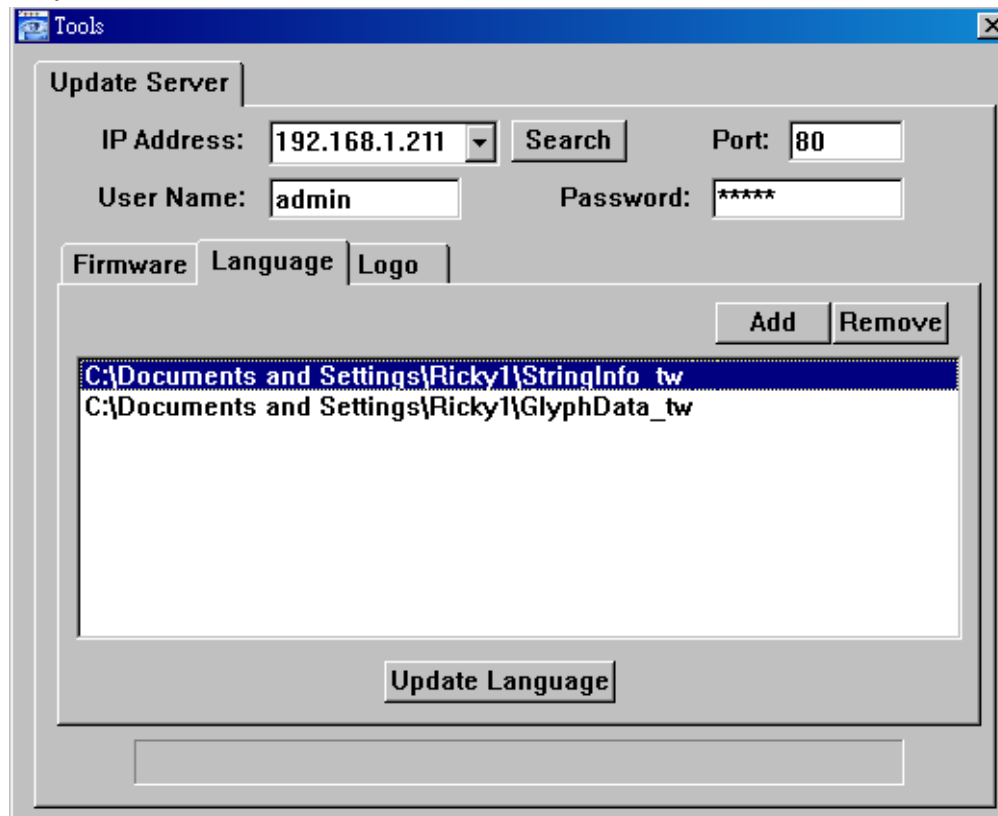 Tools
Update Server
IP Address: 192.168.1.211 Search Port: 80
User Name: admin Password: *****
Firmware Language Logo
Add Remove
C:\Documents and Settings\Ricky1\StringInfo_tw
C:\Documents and Settings\Ricky1\GlyphData_tw
Update Language